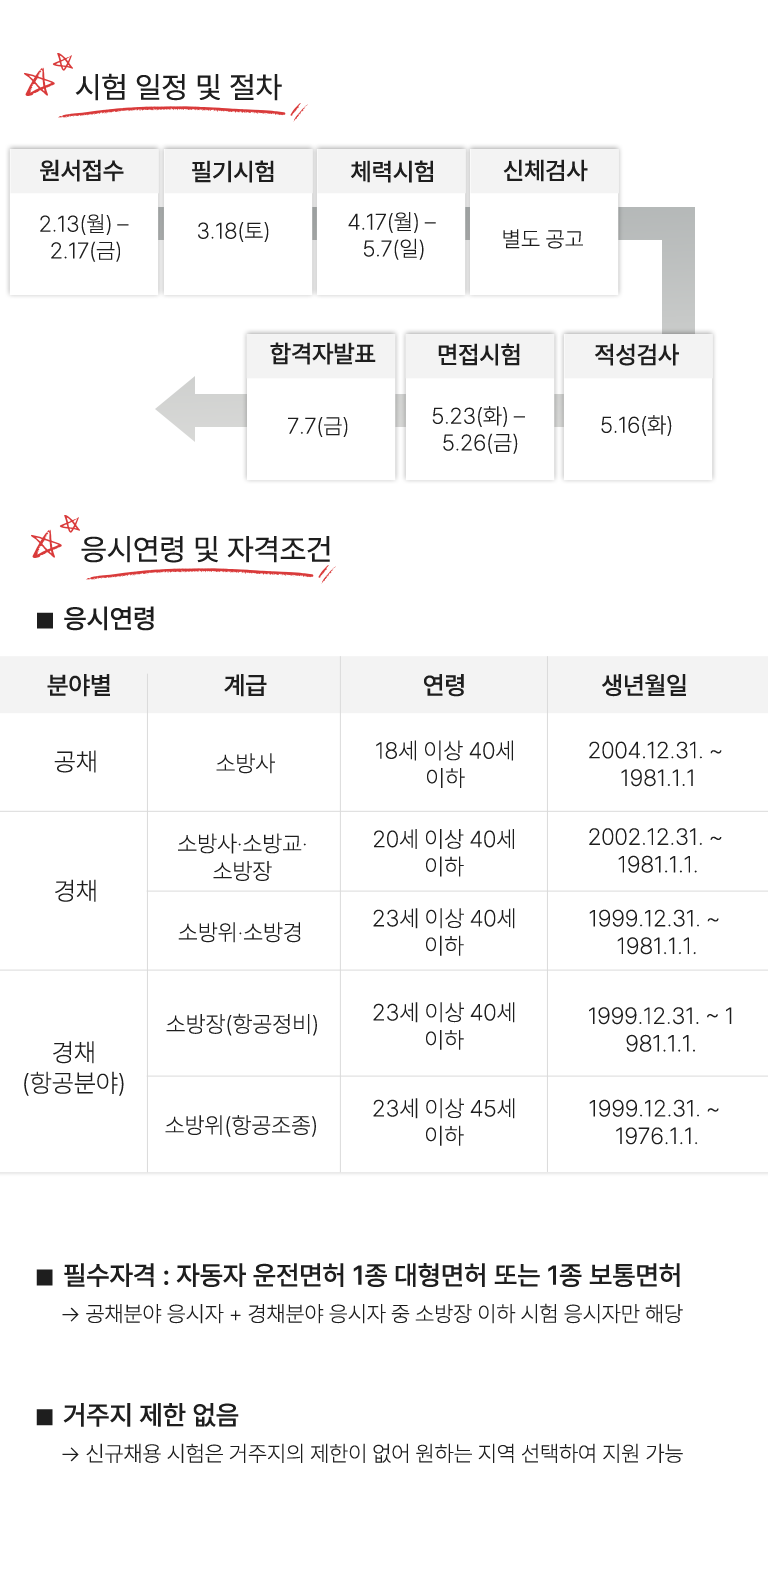 시험 일정 및 절차
원서접수
2.13(월) –
2.17(금)
필기시험
3.18(토)
체력시험
4.17(월) –
5.7(일)
신체검사
별도 공고
적성검사
5.16(화)
면접시험
5.23(화) –
5.26(금)
합격자발표
7.7(금)
응시연령 및 자격조건
■ 응시연령
분야별 계급 연령 생년월일
공채
소방사
18세 이상 40세
이하
2004.12.31. ~
1981.1.1
경채
소방사·소방교·
소방장
20세 이상 40세
이하
2002.12.31. ~
1981.1.1.
소방위·소방경
23세 이상 40세
이하
1999.12.31. ~
1981.1.1.
경채
(항공분야)
소방장(항공정비)
23세 이상 40세
이하
1999.12.31. ~ 1
981.1.1.
소방위(항공조종)
23세 이상 45세
이하
1999.12.31. ~
1976.1.1.
■ 필수자격 : 자동자 운전면허 1종 대형면허 또는 1종 보통면허
→ 공채분야 응시자 + 경채분야 응시자 중 소방장 이하 시험 응시자만 해당
■ 거주지 제한 없음
→ 신규채용 시험은 거주지의 제한이 없어 원하는 지역 선택하여 지원 가능